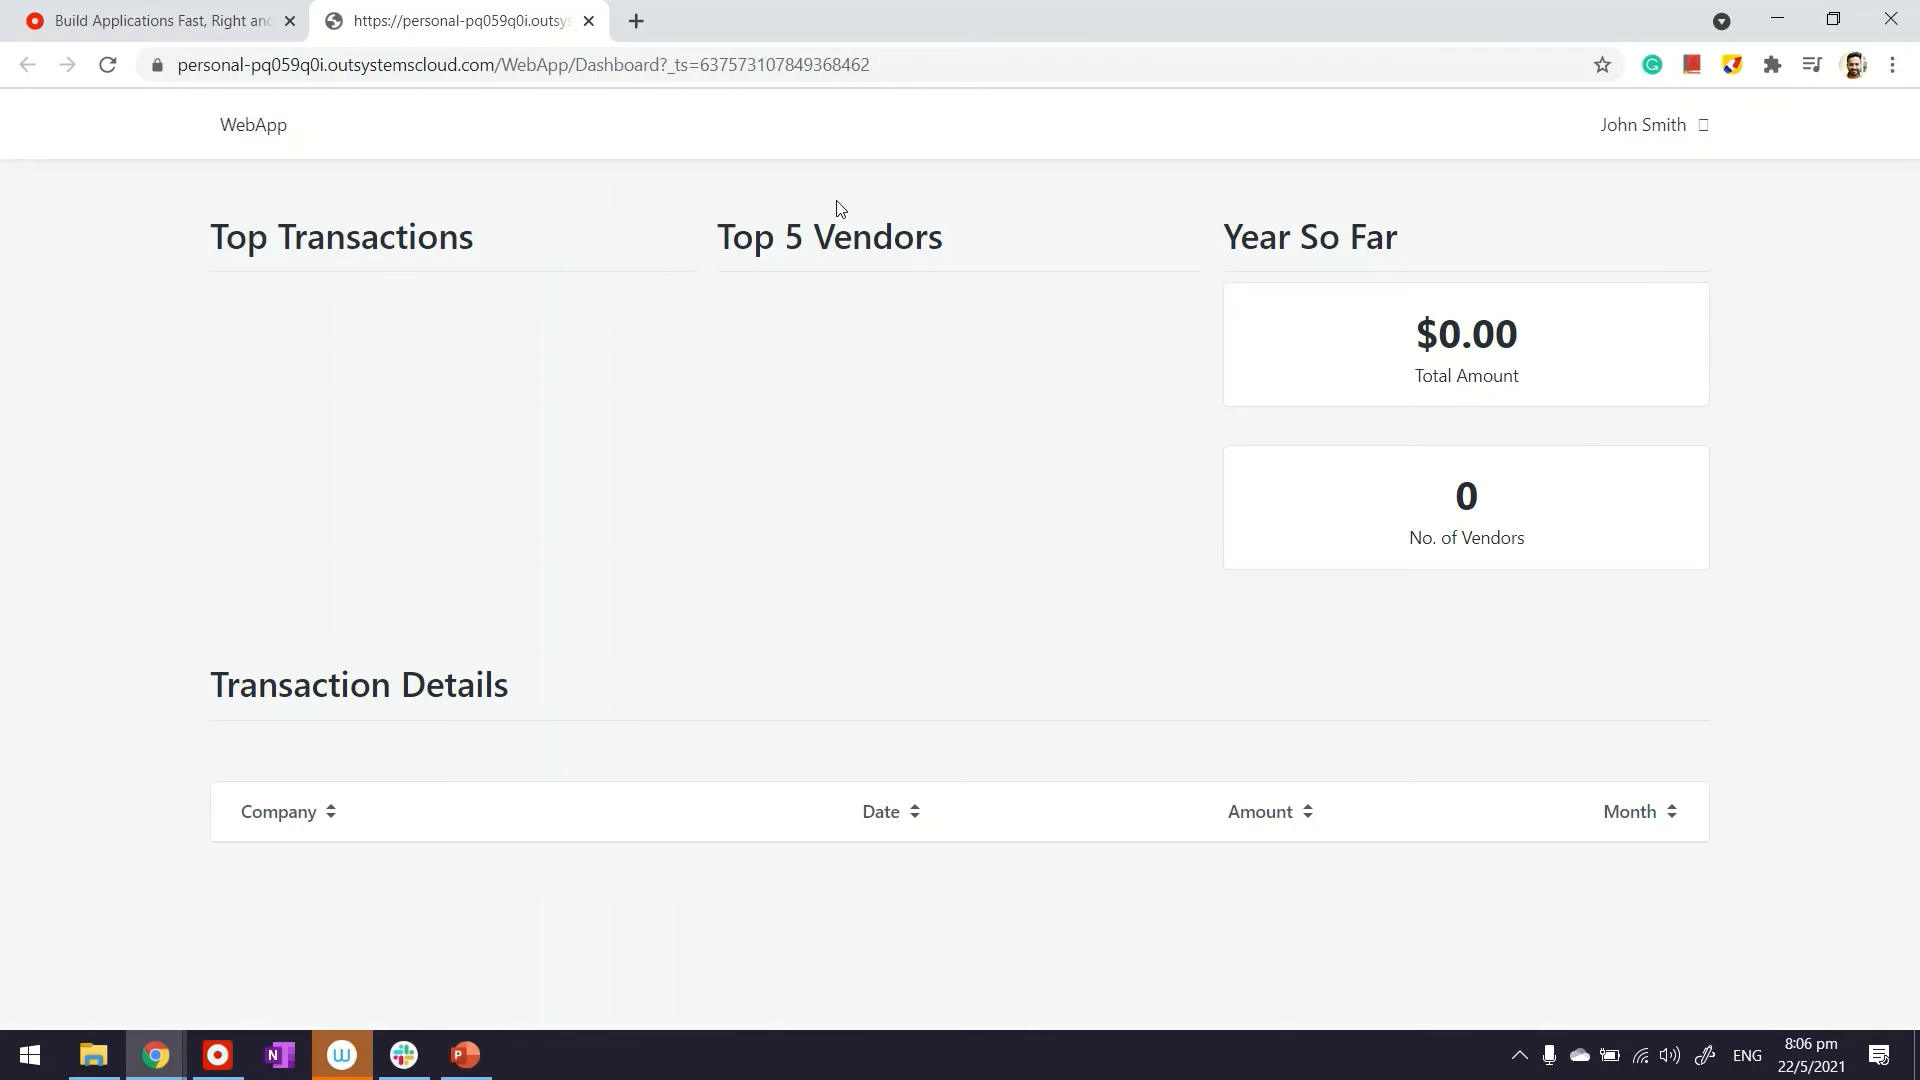 Build Applications Fast, Right and
https://personal-pq059q0i.outsys
personal-pq059q0i.outsystemscloud.com/WebApp/Dashboard?_ts=637573107849368462
WebApp
John Smith
Top Transactions
Top 5 Vendors
Year So Far
$0.00
Total Amount
0
No. of Vendors
Transaction Details
Company
Date
Amount
Month
ENG
8:06 pm
22/5/2021